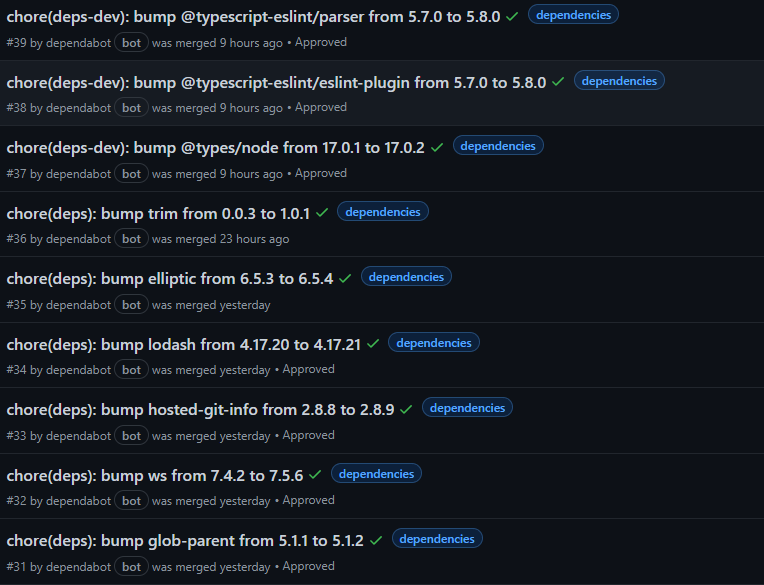 chore(deps-dev): bump @typescript-eslint/parser from 5.7.0 to 5.8.0 dependencies
#39 by dependabot bot was merged 9 hours ago • Approved
chore(deps-dev): bump @typescript-eslint/eslint-plugin from 5.7.0 to 5.8.0 dependencies
#38 by dependabot bot was merged 9 hours ago • Approved
chore(deps-dev): bump @types/node from 17.0.1 to 17.0.2 dependencies
#37 by dependabot bot was merged 9 hours ago • Approved
chore(deps): bump trim from 0.0.3 to 1.0.1 dependencies
#36 by dependabot bot was merged 23 hours ago
chore(deps): bump elliptic from 6.5.3 to 6.5.4 dependencies
#35 by dependabot bot was merged yesterday
chore(deps): bump lodash from 4.17.20 to 4.17.21 dependencies
#34 by dependabot bot was merged yesterday • Approved
chore(deps): bump hosted-git-info from 2.8.8 to 2.8.9 dependencies
#33 by dependabot bot was merged yesterday • Approved
chore(deps): bump ws from 7.4.2 to 7.5.6 dependencies
#32 by dependabot bot was merged yesterday • Approved
chore(deps): bump glob-parent from 5.1.1 to 5.1.2 dependencies
#31 by dependabot bot was merged yesterday • Approved